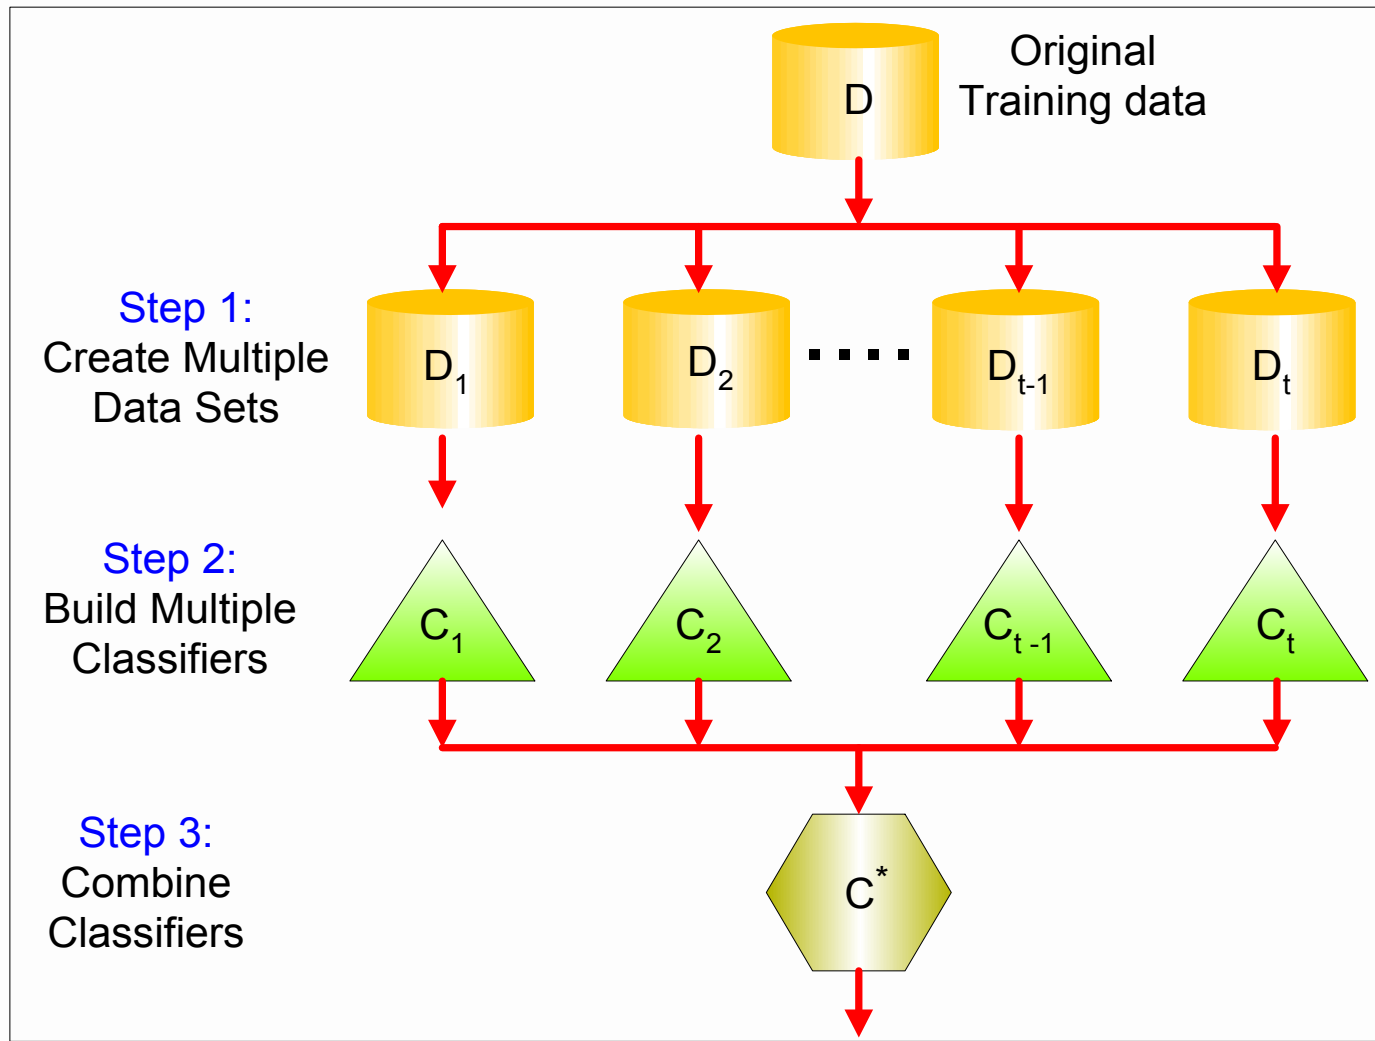 D
Original
Training data
Step 1:
Create Multiple
Data Sets
D₁
D₂
....
Dₜ₋₁
Dₜ
Step 2:
Build Multiple
Classifiers
C₁
C₂
Cₜ ₋₁
Cₜ
Step 3:
Combine
Classifiers
C*